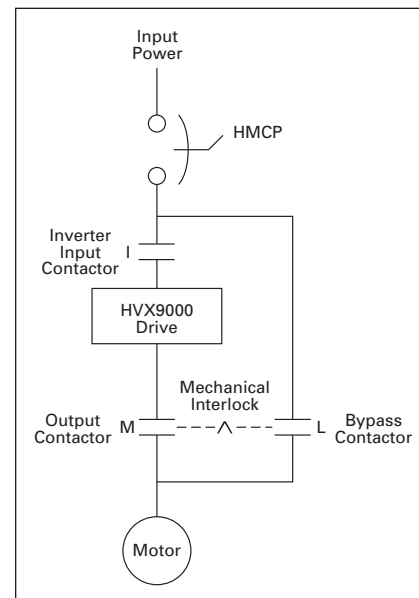 Input
Power
HMCP
Inverter
Input
Contactor
I
HVX9000
Drive
Mechanical
Interlock
Output
Contactor
M
L
Bypass
Contactor
Motor